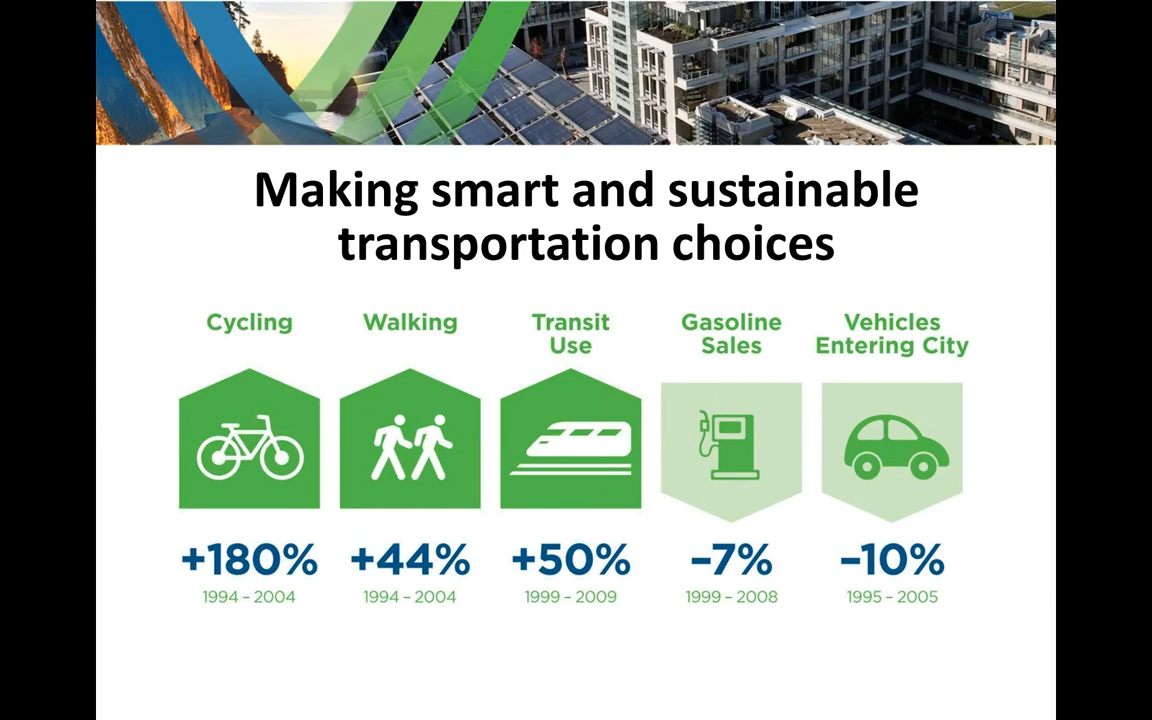 Making smart and sustainable
transportation choices
Cycling
Walking
Transit
Use
Gasoline
Sales
Vehicles
Entering City
+180%
+44%
+50%
–7%
–10%
1994 – 2004
1994 – 2004
1999 – 2009
1999 – 2008
1995 – 2005